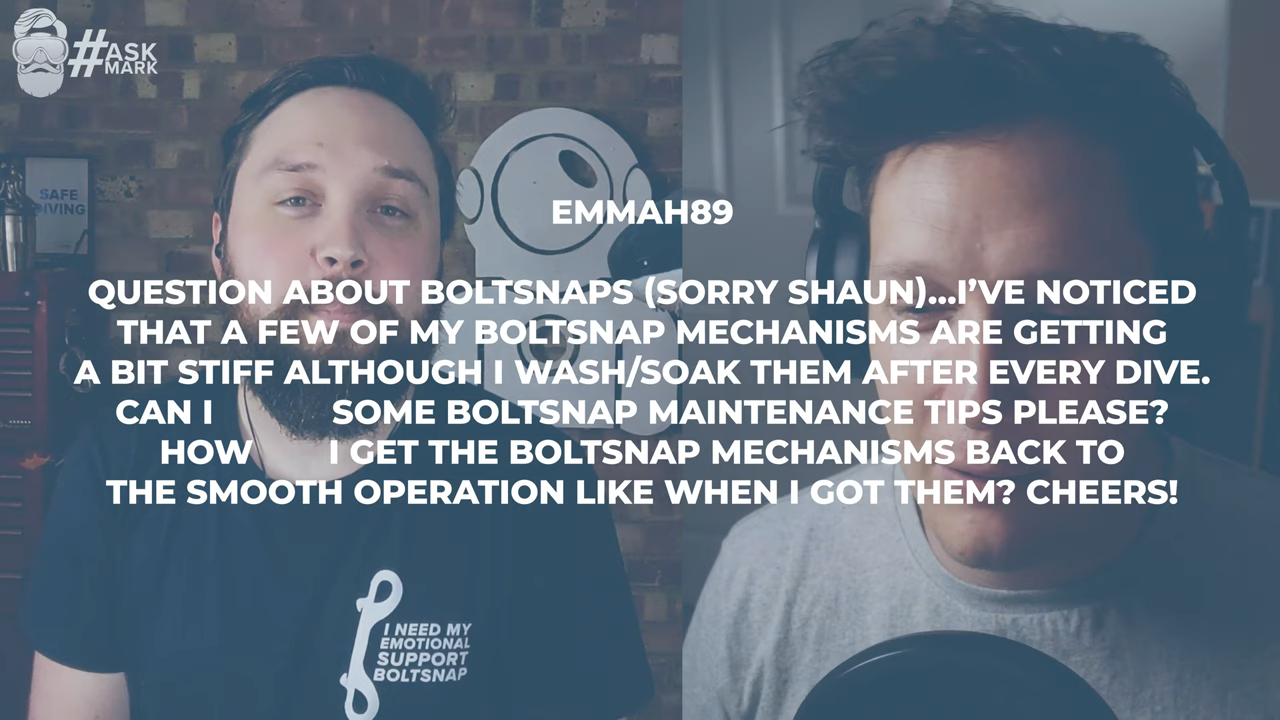 #ASK
MARK
SAFE
DIVING
EMMAH89
QUESTION ABOUT BOLTSNAPS (SORRY SHAUN)...I'VE NOTICED
THAT A FEW OF MY BOLTSNAP MECHANISMS ARE GETTING
A BIT STIFF ALTHOUGH I WASH/SOAK THEM AFTER EVERY DIVE.
CAN I SOME BOLTSNAP MAINTENANCE TIPS PLEASE?
HOW I GET THE BOLTSNAP MECHANISMS BACK TO
THE SMOOTH OPERATION LIKE WHEN I GOT THEM? CHEERS!
I NEED MY
EMOTIONAL
SUPPORT
BOLTSNAP